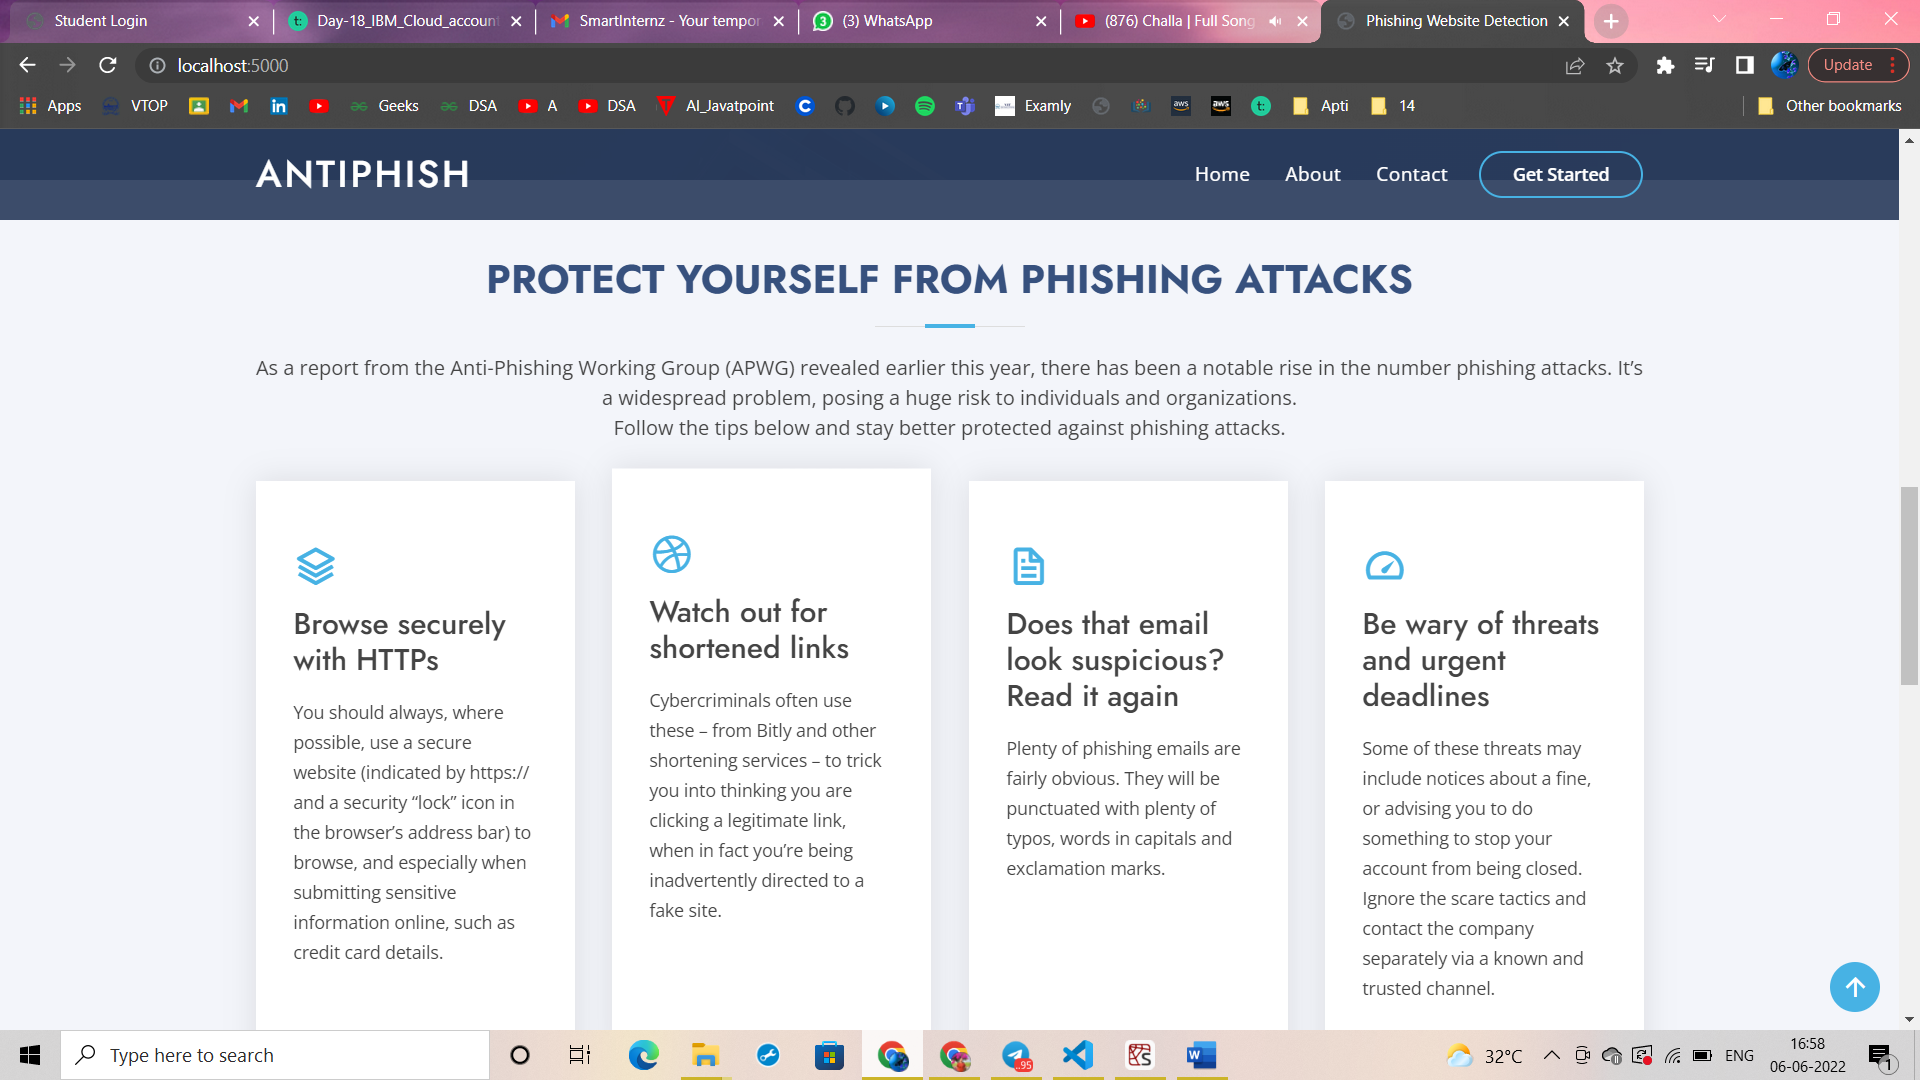 Student Login
Day-18_IBM_Cloud_account
SmartInternz - Your tempor
(3) WhatsApp
(876) Challa | Full Song
Phishing Website Detection
localhost:5000
Update
Apps
VTOP
Geeks
DSA
A
DSA
AI_Javatpoint
Examly
Apti
14
Other bookmarks
ANTIPHISH
Home
About
Contact
Get Started
PROTECT YOURSELF FROM PHISHING ATTACKS
As a report from the Anti-Phishing Working Group (APWG) revealed earlier this year, there has been a notable rise in the number phishing attacks. It’s
a widespread problem, posing a huge risk to individuals and organizations.
Follow the tips below and stay better protected against phishing attacks.
Browse securely
with HTTPs
You should always, where
possible, use a secure
website (indicated by https://
and a security “lock” icon in
the browser’s address bar) to
browse, and especially when
submitting sensitive
information online, such as
credit card details.
Watch out for
shortened links
Cybercriminals often use
these – from Bitly and other
shortening services – to trick
you into thinking you are
clicking a legitimate link,
when in fact you’re being
inadvertently directed to a
fake site.
Does that email
look suspicious?
Read it again
Plenty of phishing emails are
fairly obvious. They will be
punctuated with plenty of
typos, words in capitals and
exclamation marks.
Be wary of threats
and urgent
deadlines
Some of these threats may
include notices about a fine,
or advising you to do
something to stop your
account from being closed.
Ignore the scare tactics and
contact the company
separately via a known and
trusted channel.
Type here to search
32°C
ENG
16:58
06-06-2022
1